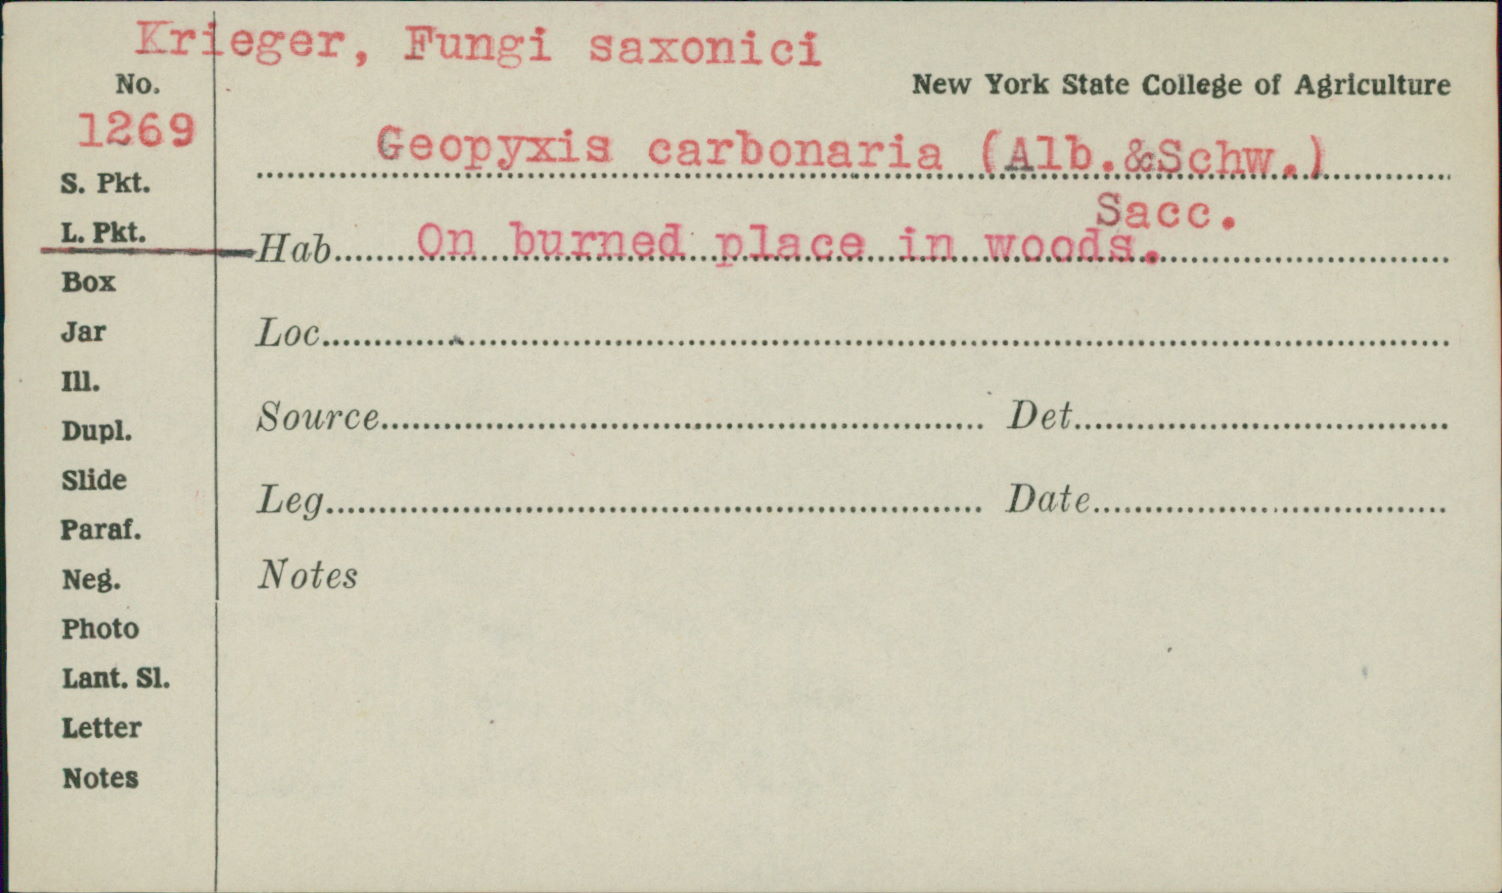 Krieger, Fungi saxonici
No.
New York State College of Agriculture
1269
Geopyxis carbonaria (Alb.&Schw.)
Sacc.
S. Pkt.
L. Pkt.
Hab. On burned place in woods.
Box
Jar
Loc.
Ill.
Dupl.
Source Det.
Slide
Leg. Date
Paraf.
Neg.
Notes
Photo
Lant. Sl.
Letter
Notes